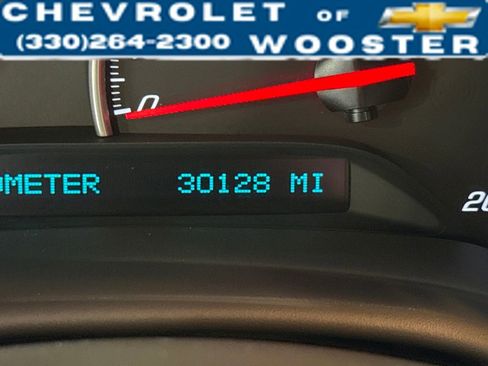 CHEVROLET OF
(330)264-2300 WOOSTER
0
OMETER 30128 MI
20